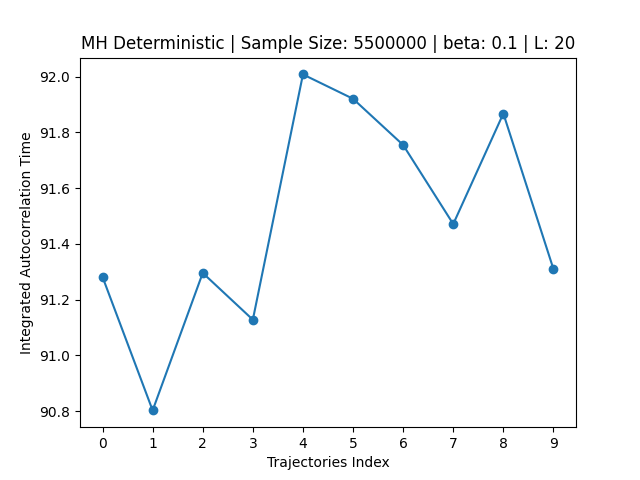 MH Deterministic | Sample Size: 5500000 | beta: 0.1 | L: 20
92.0
91.8
91.6
91.4
91.2
91.0
90.8
Integrated Autocorrelation Time
0 1 2 3 4 5 6 7 8 9
Trajectories Index